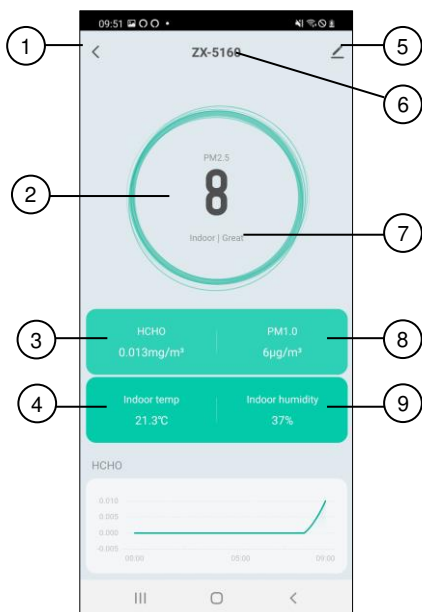 09:51
1
5
ZX-5160
6
PM2.5
2
8
Indoor | Great
7
HCHO
PM1.0
3
0.013mg/m³
6µg/m³
8
Indoor temp
Indoor humidity
4
21.3℃
37%
9
HCHO
0.010
0.005
0.000
-0.005
00:00 05:00 09:00